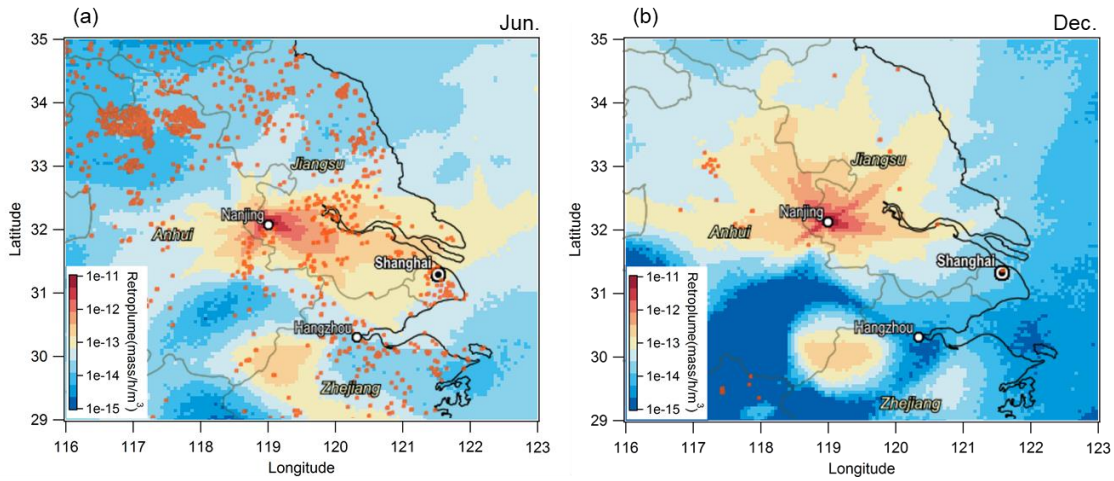 (a)
Jun.
35
34
33
32
31
30
29
Latitude
Jiangsu
Nanjing
Anhui
Shanghai
Hangzhou
Zhejiang
1e-11
1e-12
1e-13
1e-14
1e-15
Retroplume(mass/h/m³)
116 117 118 119 120 121 122 123
Longitude
(b)
Dec.
35
34
33
32
31
30
29
Latitude
Jiangsu
Nanjing
Anhui
Shanghai
Hangzhou
Zhejiang
1e-11
1e-12
1e-13
1e-14
1e-15
Retroplume(mass/h/m³)
116 117 118 119 120 121 122 123
Longitude